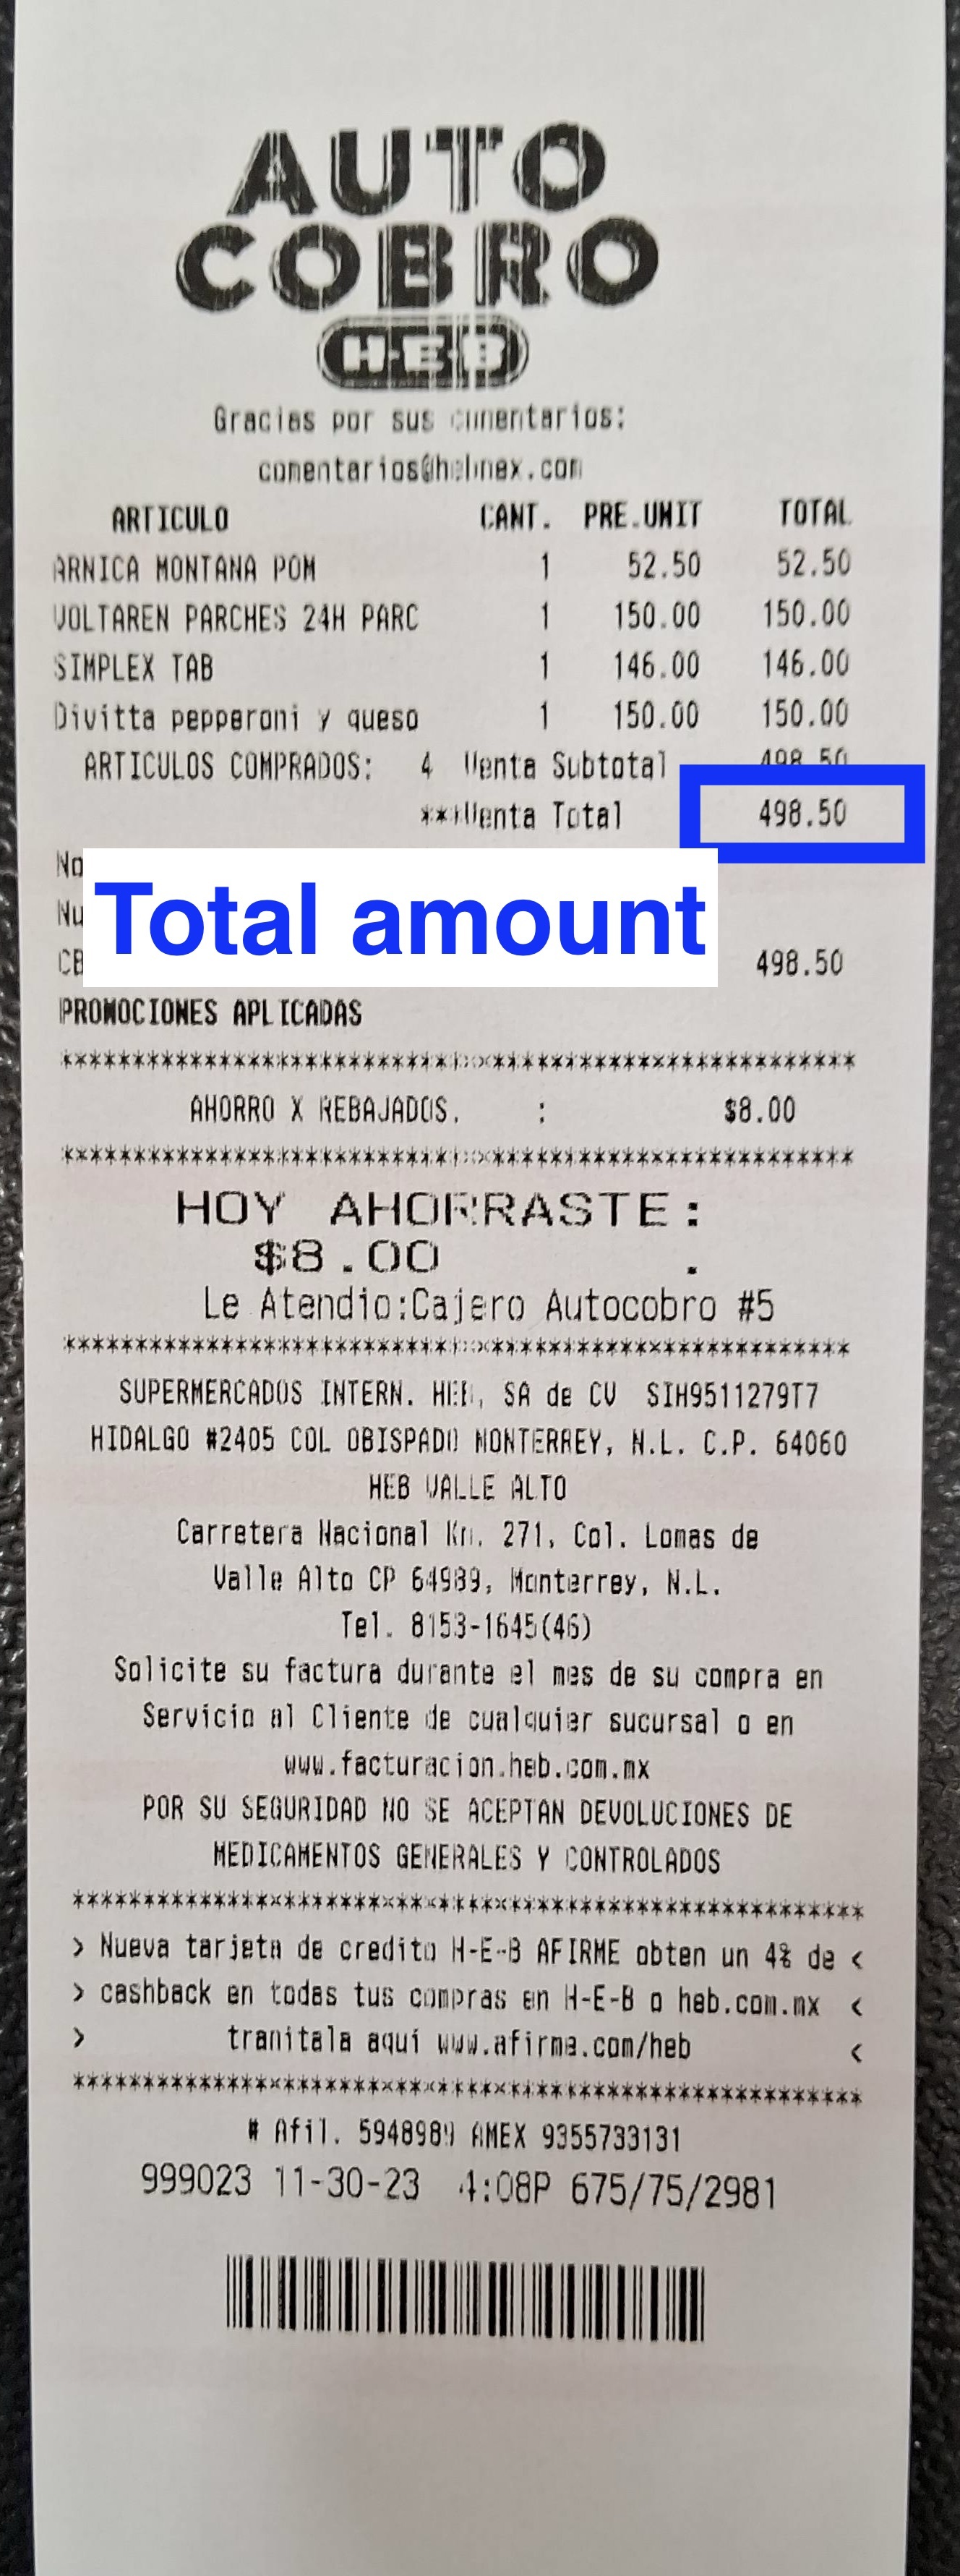 AUTO
COBRO
H-E-B
Gracias por sus comentarios:
comentarios@hebmex.com
ARTICULO CANT. PRE.UNIT TOTAL
ARNICA MONTANA POM 1 52.50 52.50
VOLTAREN PARCHES 24H PARC 1 150.00 150.00
SIMPLEX TAB 1 146.00 146.00
Divitta pepperoni y queso 1 150.00 150.00
ARTICULOS COMPRADOS: 4 Venta Subtotal 498.50
***Venta Total 498.50
No
Nu
Total amount
CB 498.50
PROMOCIONES APLICADAS
********************************************************
AHORRO X REBAJADOS. : $8.00
********************************************************
HOY AHORRASTE:
$8.00 .
Le Atendio:Cajero Autocobro #5
********************************************************
SUPERMERCADOS INTERN. HEB, SA de CV SIH9511279T7
HIDALGO #2405 COL OBISPADO MONTERREY, N.L. C.P. 64060
HEB VALLE ALTO
Carretera Nacional Km. 271, Col. Lomas de
Valle Alto CP 64989, Monterrey, N.L.
Tel. 8153-1645(46)
Solicite su factura durante el mes de su compra en
Servicio al Cliente de cualquier sucursal o en
www.facturacion.heb.com.mx
POR SU SEGURIDAD NO SE ACEPTAN DEVOLUCIONES DE
MEDICAMENTOS GENERALES Y CONTROLADOS
********************************************************
> Nueva tarjeta de credito H-E-B AFIRME obten un 4% de <
> cashback en todas tus compras en H-E-B o heb.com.mx <
> tramitala aquí www.afirme.com/heb <
********************************************************
# Afil. 5948989 AMEX 9355733131
999023 11-30-23 4:08P 675/75/2981